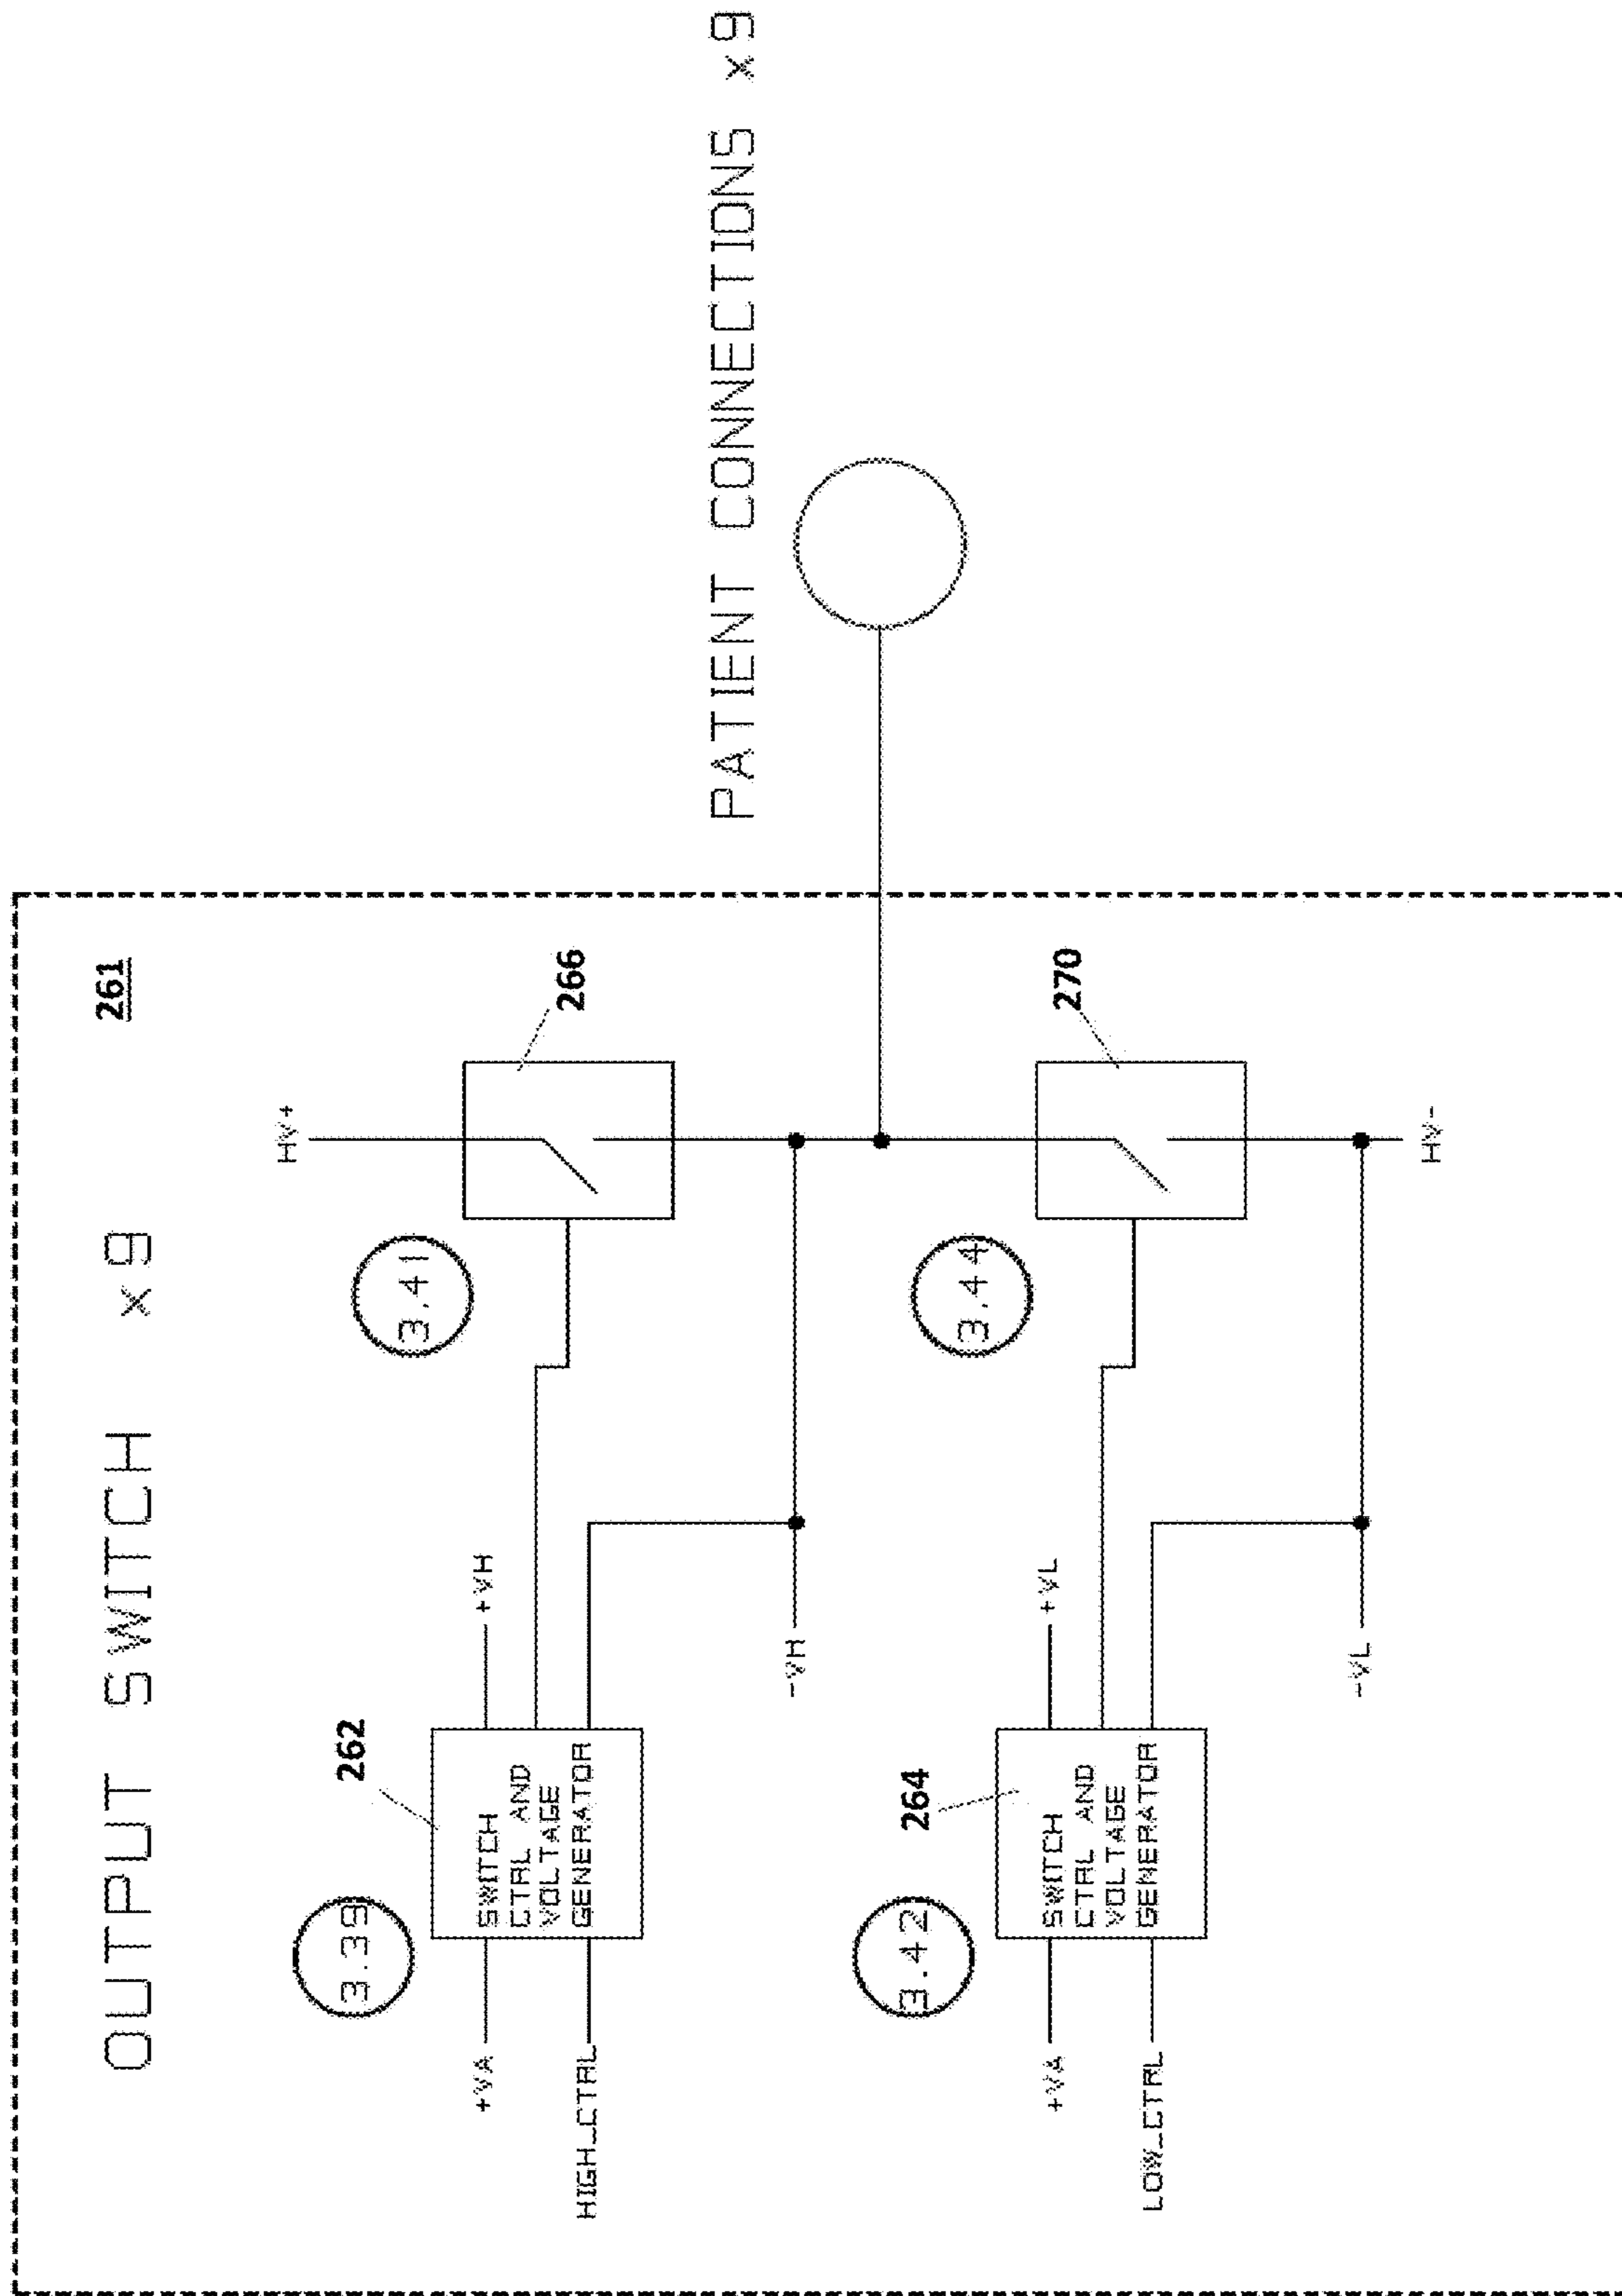 OUTPUT SWITCH x9
261
PATIENT CONNECTIONS x9
HV+
3.39
262
3.41
266
+VA
SWITCH
CTRL AND
VOLTAGE
GENERATOR
+VH
HIGH_CTRL
-VH
3.42
264
3.44
270
+VA
SWITCH
CTRL AND
VOLTAGE
GENERATOR
+VL
LOW_CTRL
-VL
HV-